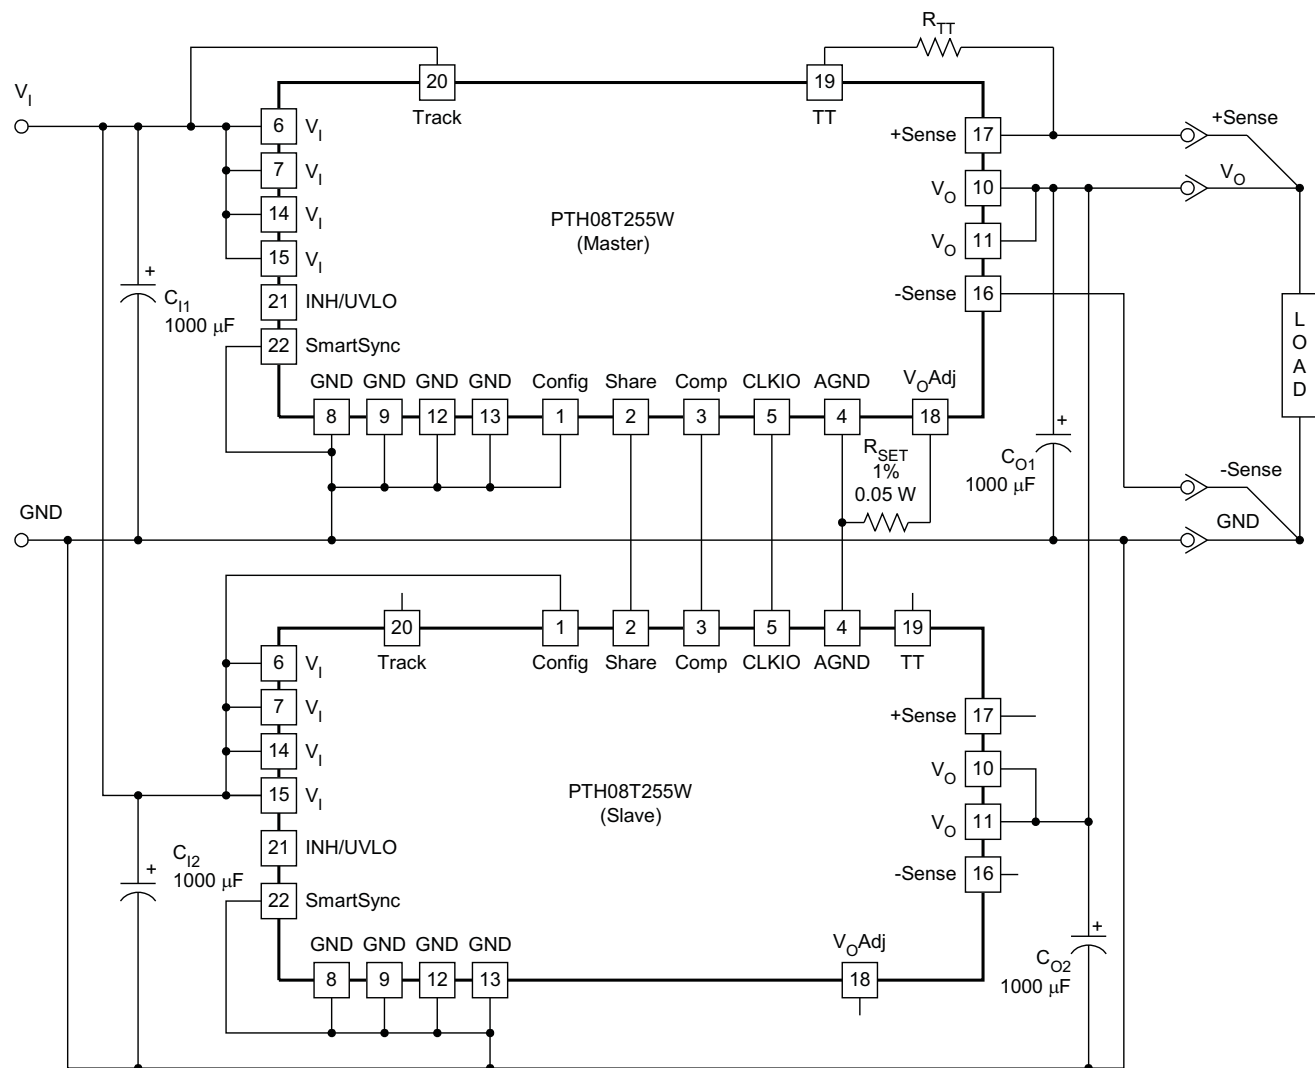 R_TT
20
19
V_I
Track
TT
6 V_I
17 +Sense
+Sense
7 V_I
10 V_O
V_O
14 V_I
PTH08T255W
(Master)
11 V_O
15 V_I
16 -Sense
+
C_I1
1000 μF
21 INH/UVLO
22 SmartSync
LOAD
GND GND GND GND Config Share Comp CLKIO AGND V_OAdj
8 9 12 13 1 2 3 5 4 18
R_SET
1%
0.05 W
+
C_O1
1000 μF
-Sense
GND
GND
20 1 2 3 5 4 19
Track Config Share Comp CLKIO AGND TT
6 V_I
7 V_I
+Sense 17
14 V_I
V_O 10
15 V_I
PTH08T255W
(Slave)
V_O 11
21 INH/UVLO
-Sense 16
+
C_I2
1000 μF
22 SmartSync
GND GND GND GND V_OAdj
8 9 12 13 18
+
C_O2
1000 μF